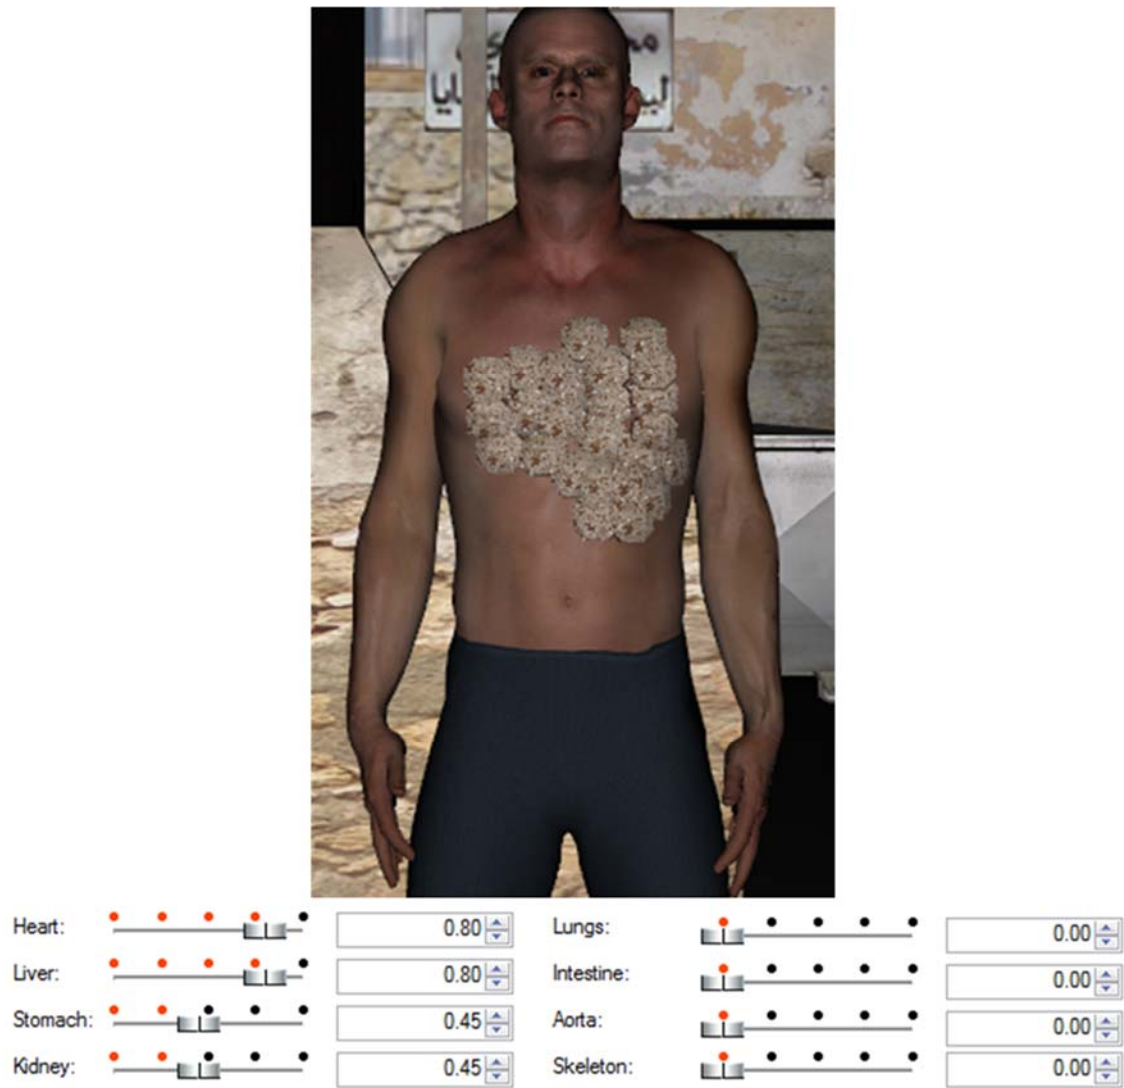 Heart: 0.80 Lungs: 0.00
Liver: 0.80 Intestine: 0.00
Stomach: 0.45 Aorta: 0.00
Kidney: 0.45 Skeleton: 0.00